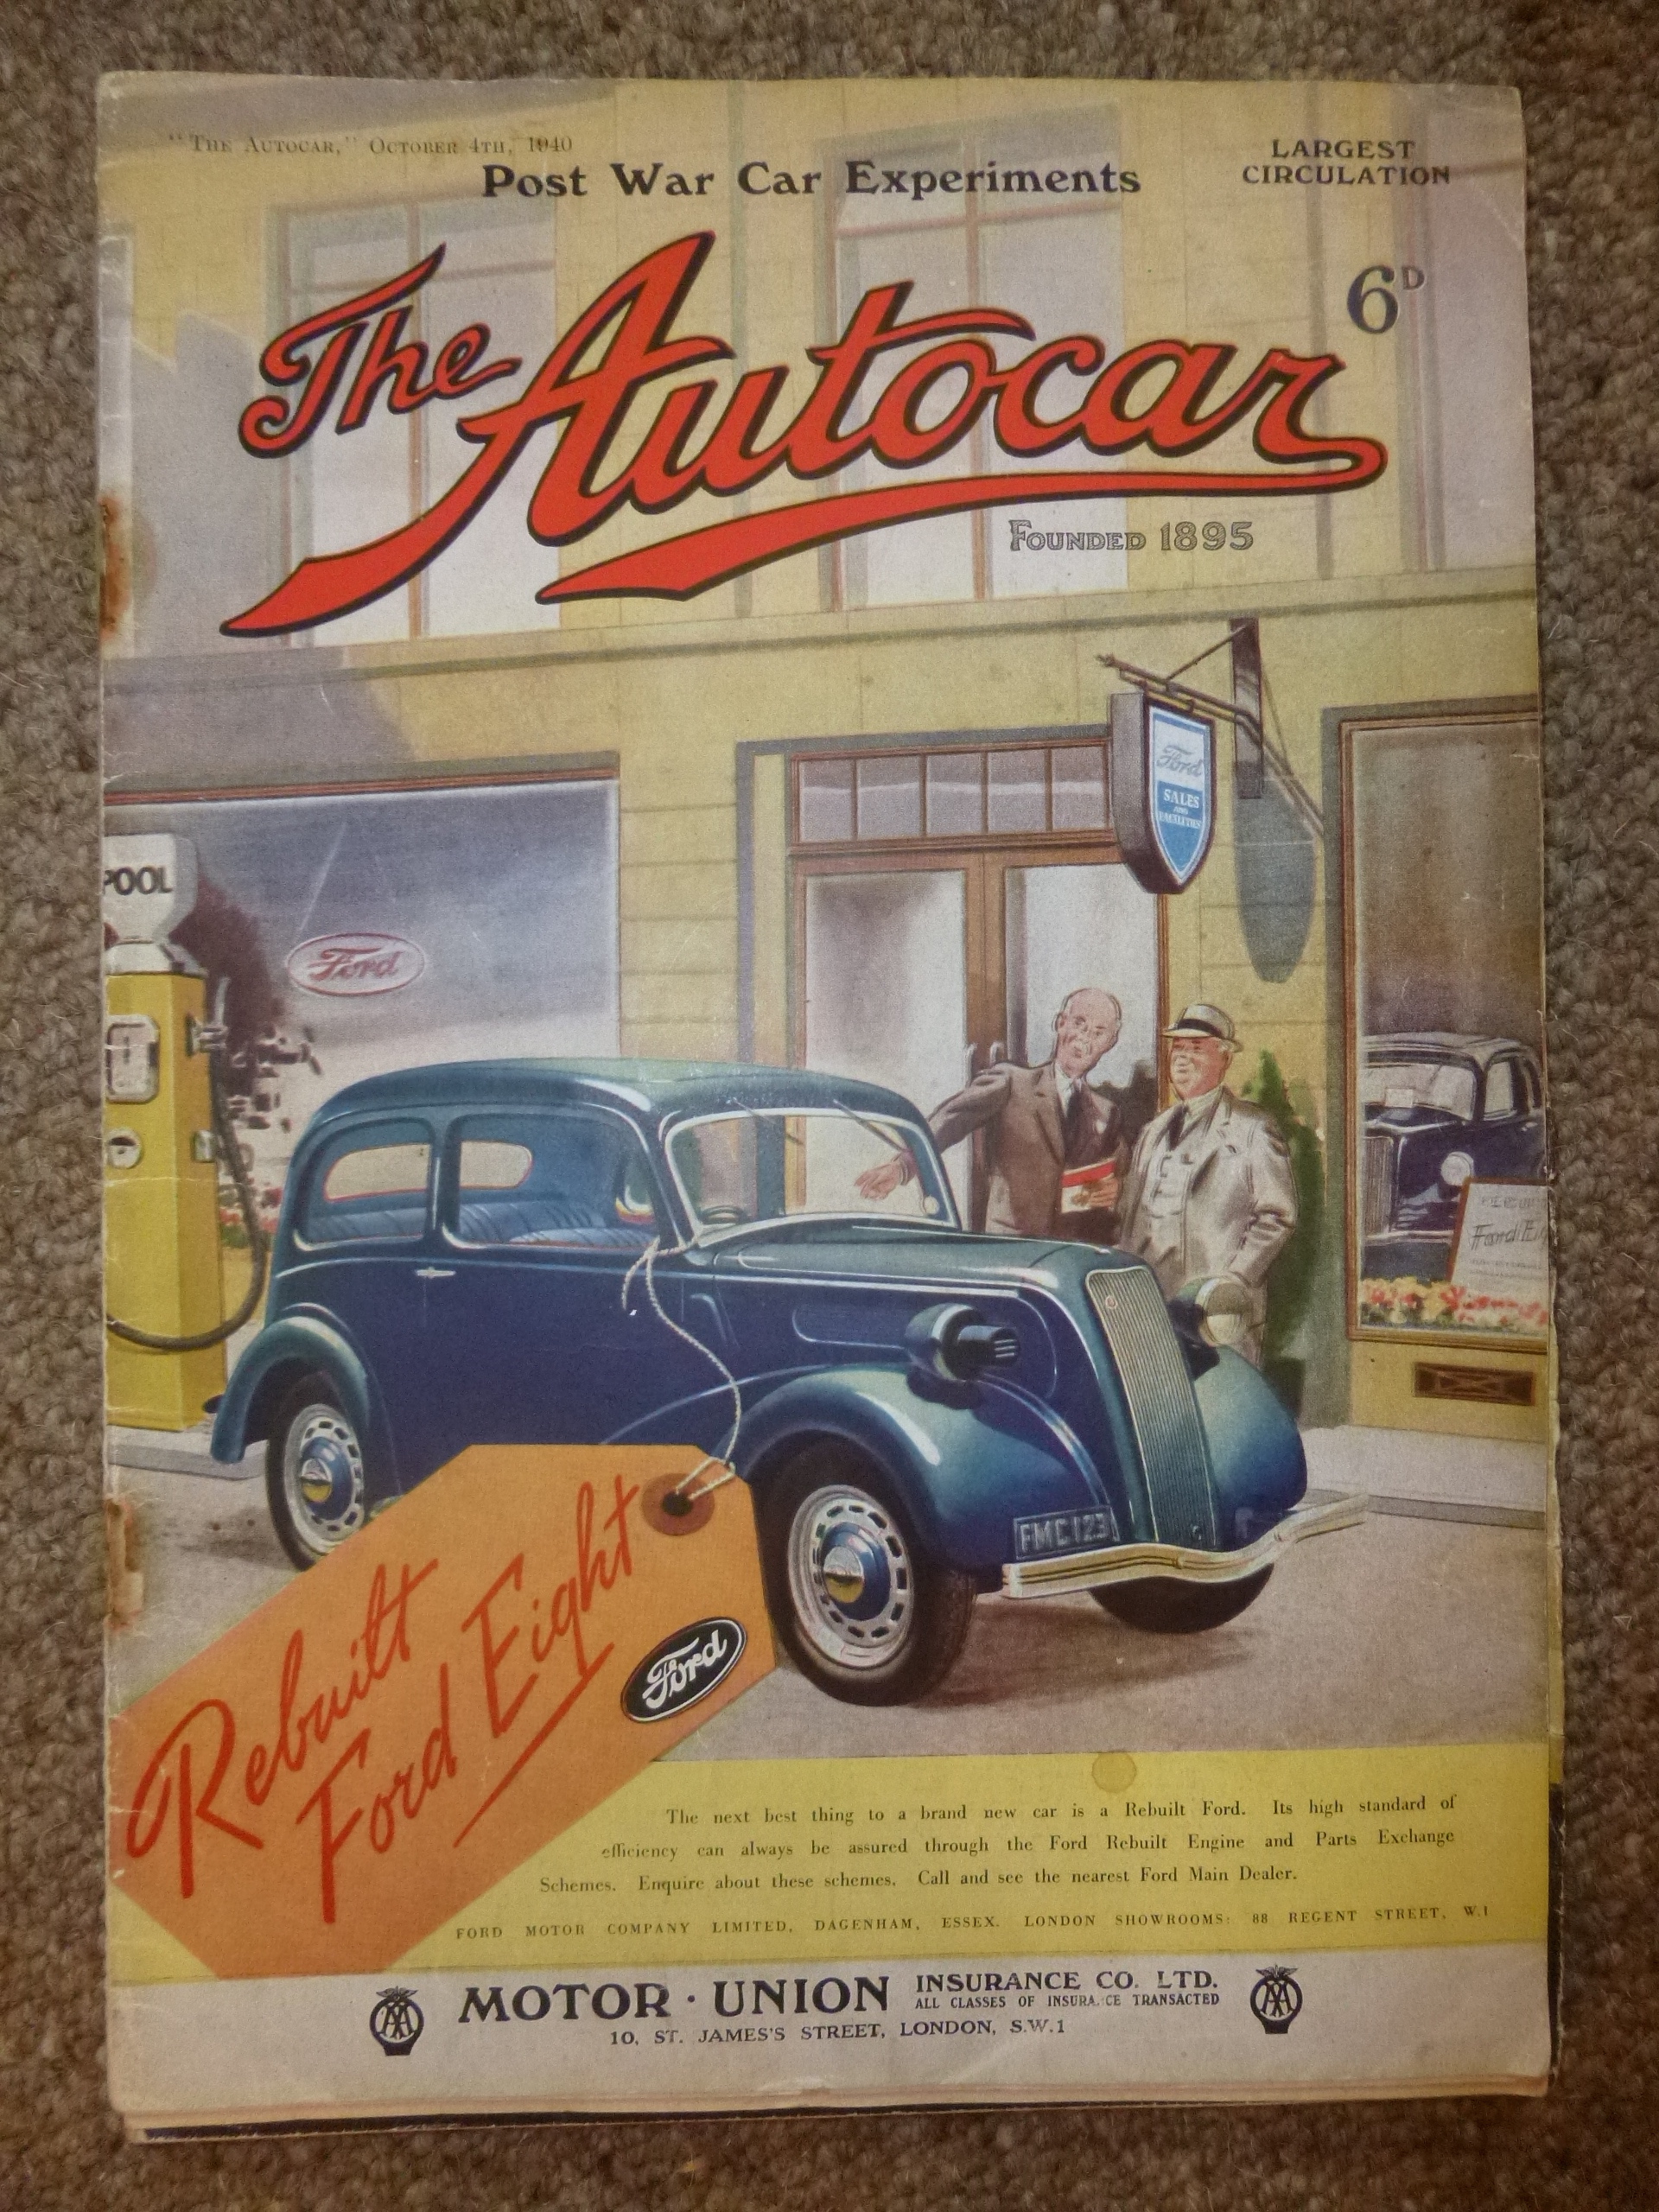 "The Autocar," October 4th, 1940
Post War Car Experiments
LARGEST
CIRCULATION
6D
The Autocar
Founded 1895
Ford
SALES
AND
FACILITIES
POOL
Ford
Ford
FMC 123
Rebuilt
Ford Eight
Ford
The next best thing to a brand new car is a Rebuilt Ford. Its high standard of
efficiency can always be assured through the Ford Rebuilt Engine and Parts Exchange
Schemes. Enquire about these schemes. Call and see the nearest Ford Main Dealer.
FORD MOTOR COMPANY LIMITED, DAGENHAM, ESSEX. LONDON SHOWROOMS: 88 REGENT STREET, W.1
AA
MOTOR · UNION
INSURANCE CO. LTD.
ALL CLASSES OF INSURANCE TRANSACTED
10, ST. JAMES'S STREET, LONDON, S.W.1
AA